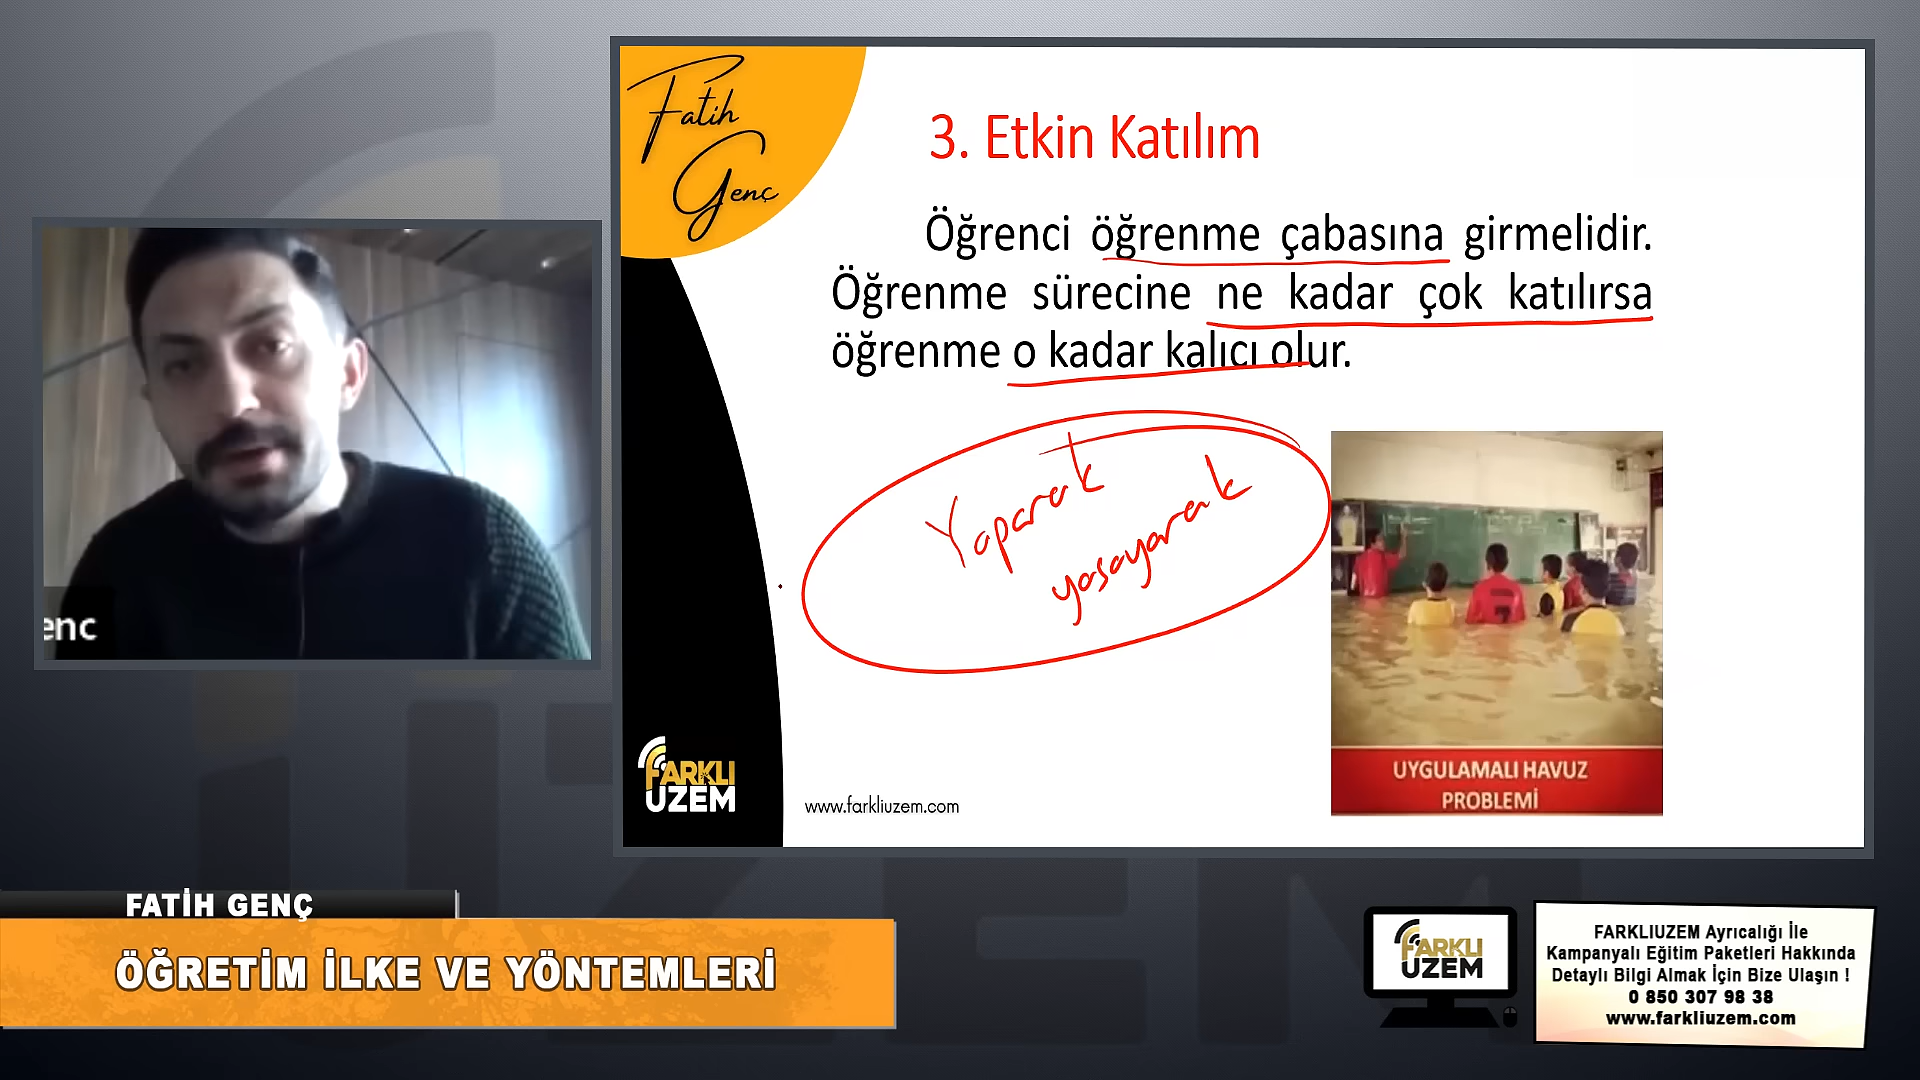 Fatih
Genç
3. Etkin Katılım
Öğrenci öğrenme çabasına girmelidir.
Öğrenme sürecine ne kadar çok katılırsa
öğrenme o kadar kalıcı olur.
Yaparak
yaşayarak
UYGULAMALI HAVUZ
PROBLEMİ
enc
FARKLI
UZEM
www.farkliuzem.com
FATİH GENÇ
ÖĞRETİM İLKE VE YÖNTEMLERİ
FARKLI
UZEM
FARKLIUZEM Ayrıcalığı İle
Kampanyalı Eğitim Paketleri Hakkında
Detaylı Bilgi Almak İçin Bize Ulaşın !
0 850 307 98 38
www.farkliuzem.com